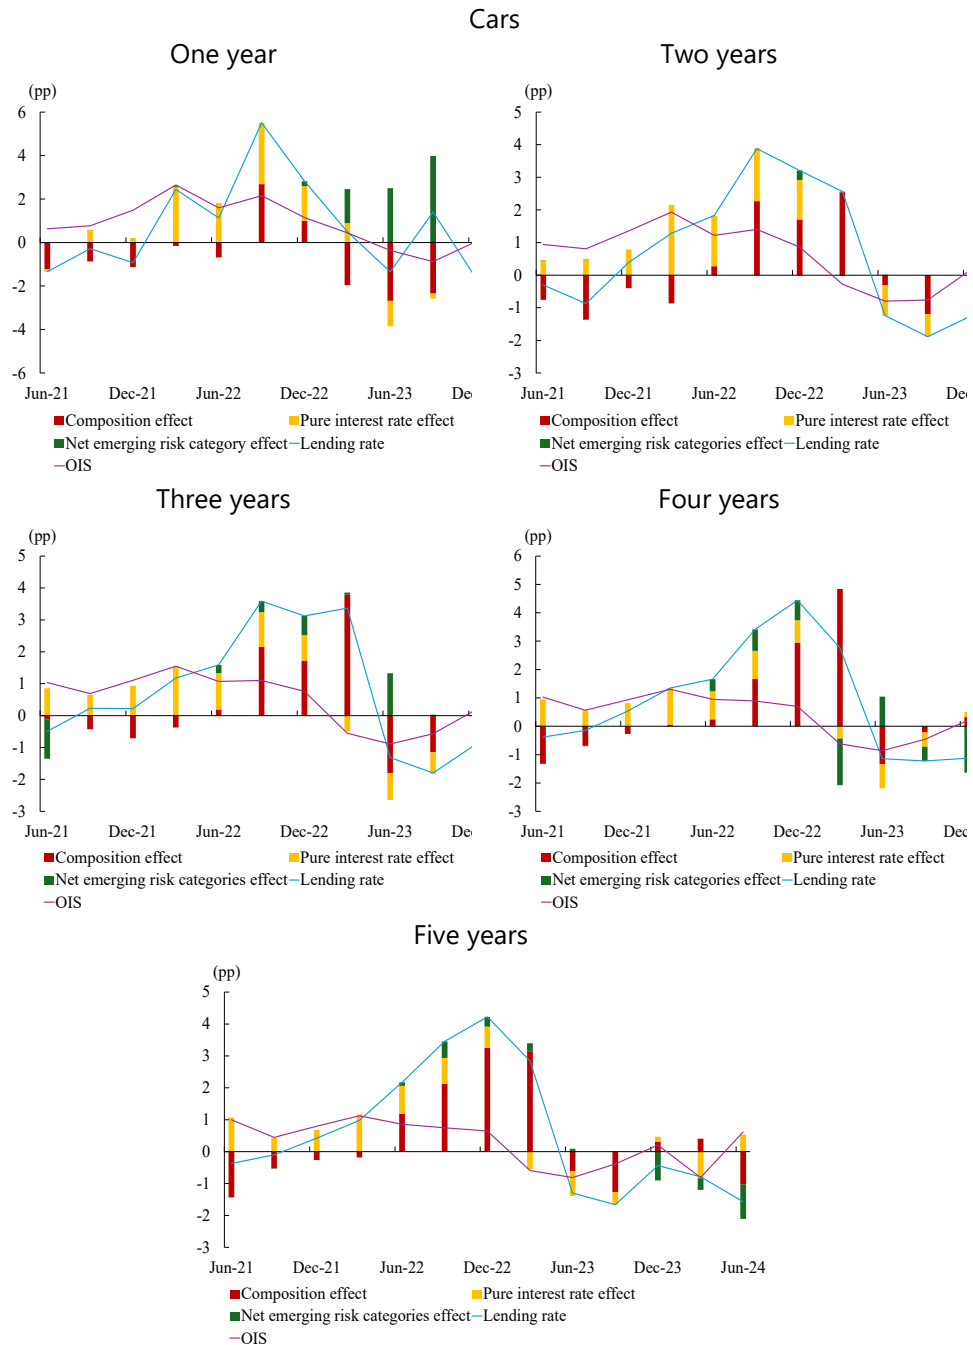 Cars
One year
Two years
(pp)
6
4
2
0
-2
-4
-6
Jun-21 Dec-21 Jun-22 Dec-22 Jun-23 Dec
Composition effect Pure interest rate effect
Net emerging risk category effect Lending rate
OIS
(pp)
5
4
3
2
1
0
-1
-2
-3
Jun-21 Dec-21 Jun-22 Dec-22 Jun-23 Dec
Composition effect Pure interest rate effect
Net emerging risk categories effect Lending rate
OIS
Three years
Four years
(pp)
5
4
3
2
1
0
-1
-2
-3
Jun-21 Dec-21 Jun-22 Dec-22 Jun-23 Dec
Composition effect Pure interest rate effect
Net emerging risk categories effect Lending rate
OIS
(pp)
6
5
4
3
2
1
0
-1
-2
-3
Jun-21 Dec-21 Jun-22 Dec-22 Jun-23 Dec
Composition effect Pure interest rate effect
Net emerging risk categories effect Lending rate
OIS
Five years
(pp)
5
4
3
2
1
0
-1
-2
-3
Jun-21 Dec-21 Jun-22 Dec-22 Jun-23 Dec-23 Jun-24
Composition effect Pure interest rate effect
Net emerging risk categories effect Lending rate
OIS